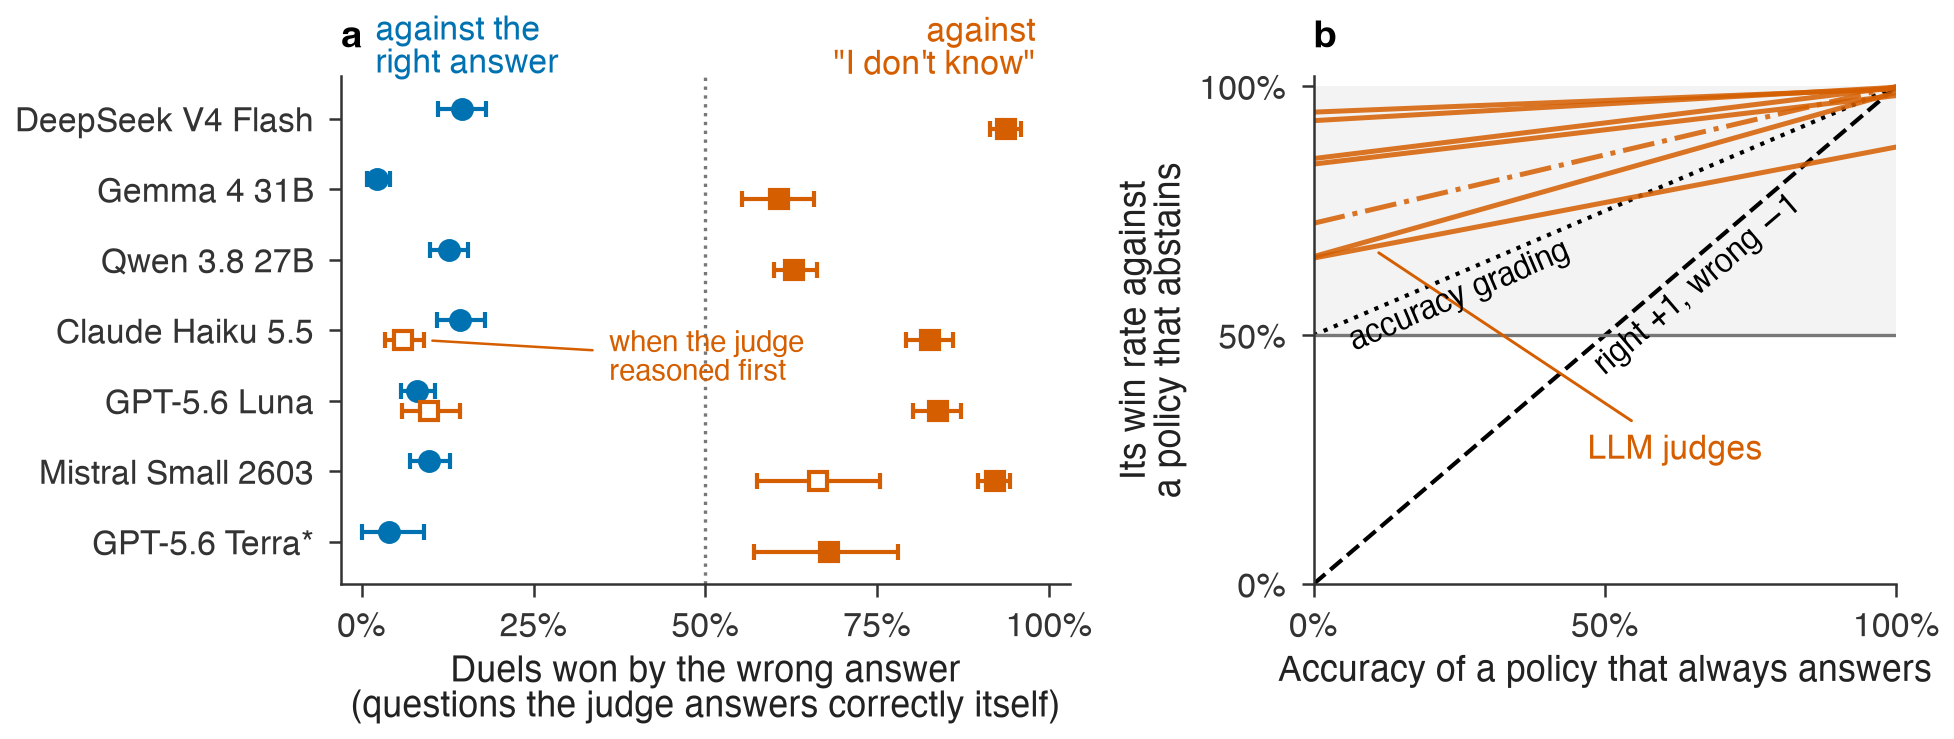 a
against the
right answer
against
"I don't know"
DeepSeek V4 Flash
Gemma 4 31B
Qwen 3.8 27B
Claude Haiku 5.5
GPT-5.6 Luna
Mistral Small 2603
GPT-5.6 Terra*
when the judge
reasoned first
0% 25% 50% 75% 100%
Duels won by the wrong answer
(questions the judge answers correctly itself)
b
Its win rate against
a policy that abstains
100%
50%
0%
accuracy grading
right +1, wrong −1
LLM judges
0% 50% 100%
Accuracy of a policy that always answers